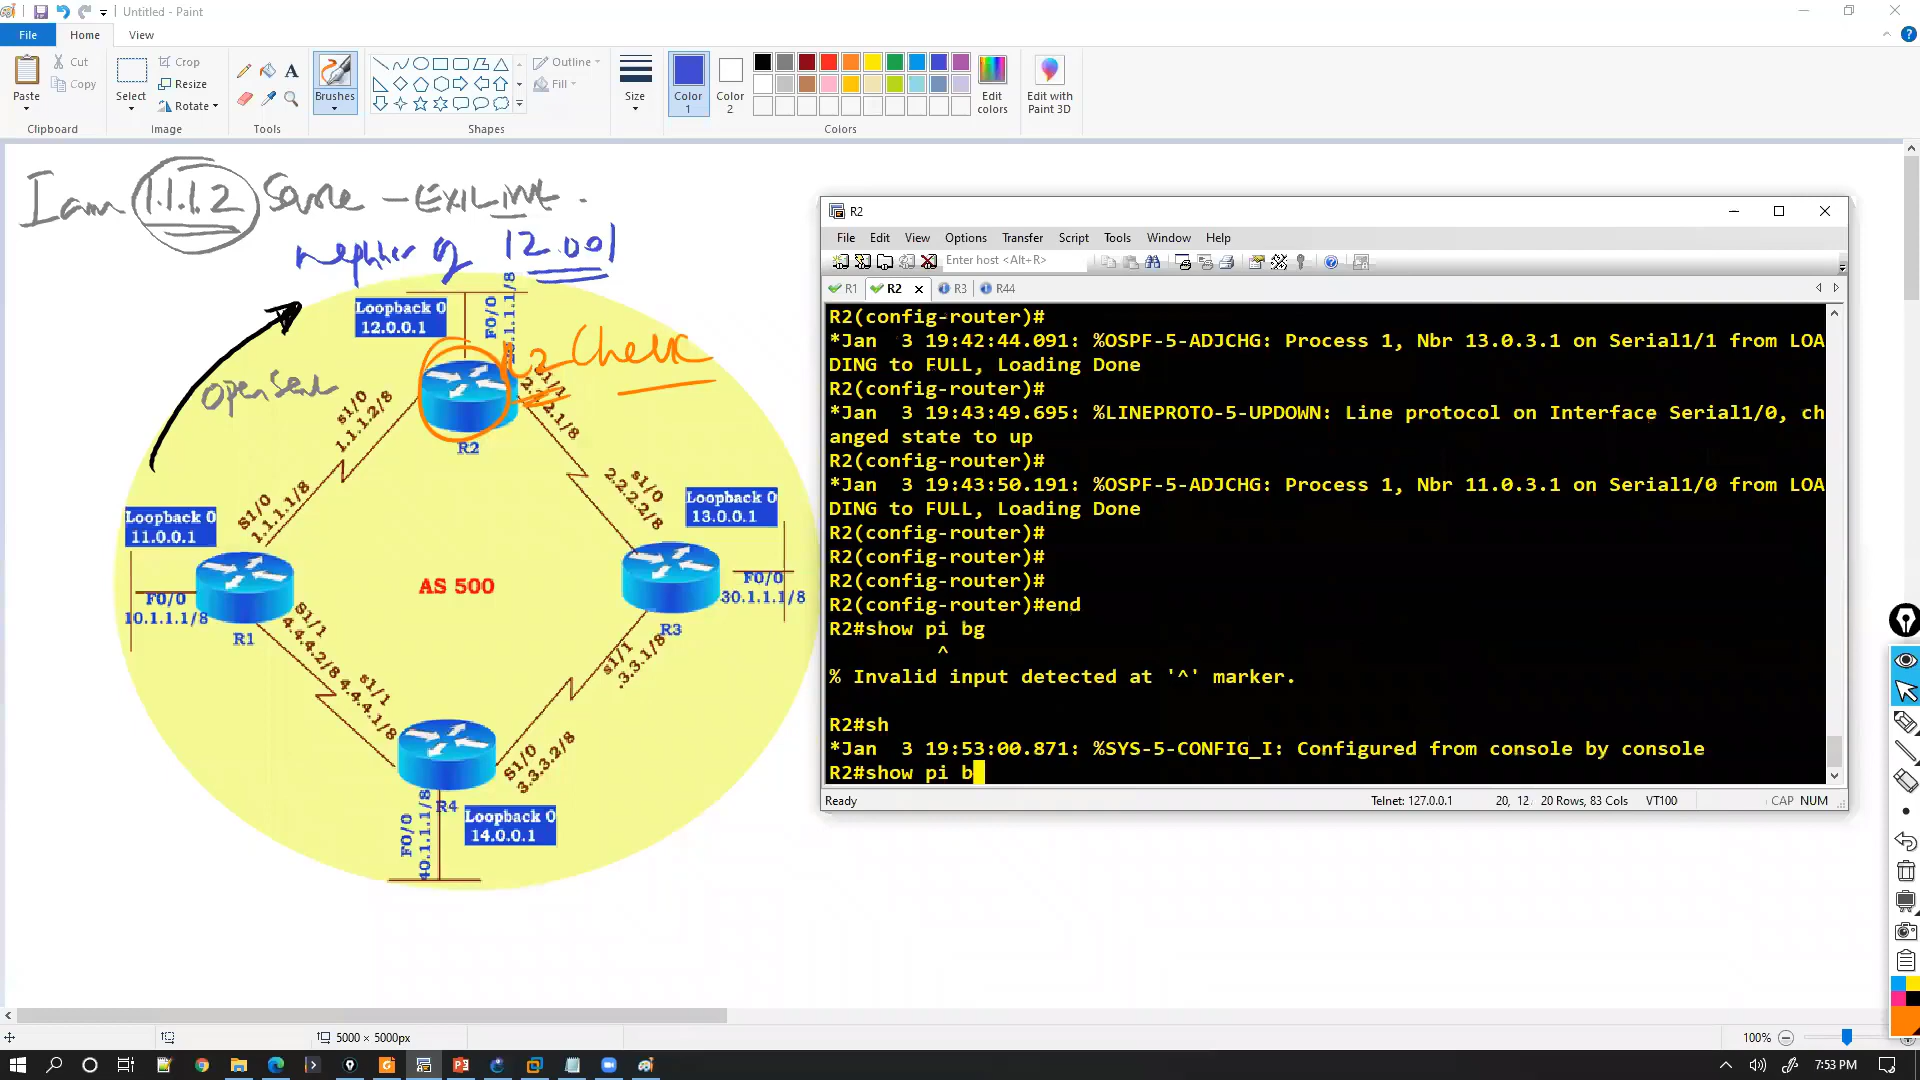 Untitled - Paint
File
Home
View
Paste
Cut
Copy
Clipboard
Select
Crop
Resize
Rotate
Image
Tools
Brushes
Outline
Fill
Shapes
Size
Color 1
Color 2
Edit colors
Colors
Edit with Paint 3D
I am 1.1.1.2 Same - EXIL INT.
of 12.001
R2 Check
open Sent
Loopback 0
12.0.0.1
F0/0
s1/0
1.1.1.2/8
R2
2.2.2.1/8
s1/0
2.2.2.2/8
Loopback 0
13.0.0.1
S1/0
1.1.1.1/8
Loopback 0
11.0.0.1
F0/0
10.1.1.1/8
R1
AS 500
F0/0
30.1.1.1/8
R3
S1/1
4.4.4.2/8
s1/1
4.4.4.1/8
s1/1
.3.3.1/8
S1/0
3.3.3.2/8
R4
F0/0
40.1.1.1/8
Loopback 0
14.0.0.1
R2
File Edit View Options Transfer Script Tools Window Help
Enter host <Alt+R>
R1 R2 R3 R44
R2(config-router)#
*Jan  3 19:42:44.091: %OSPF-5-ADJCHG: Process 1, Nbr 13.0.3.1 on Serial1/1 from LOA
DING to FULL, Loading Done
R2(config-router)#
*Jan  3 19:43:49.695: %LINEPROTO-5-UPDOWN: Line protocol on Interface Serial1/0, ch
anged state to up
R2(config-router)#
*Jan  3 19:43:50.191: %OSPF-5-ADJCHG: Process 1, Nbr 11.0.3.1 on Serial1/0 from LOA
DING to FULL, Loading Done
R2(config-router)#
R2(config-router)#
R2(config-router)#
R2(config-router)#end
R2#show pi bg
^
% Invalid input detected at '^' marker.
R2#sh
*Jan  3 19:53:00.871: %SYS-5-CONFIG_I: Configured from console by console
R2#show pi b
Ready
Telnet: 127.0.0.1
20, 12
20 Rows, 83 Cols
VT100
CAP NUM
5000 × 5000px
100%
7:53 PM